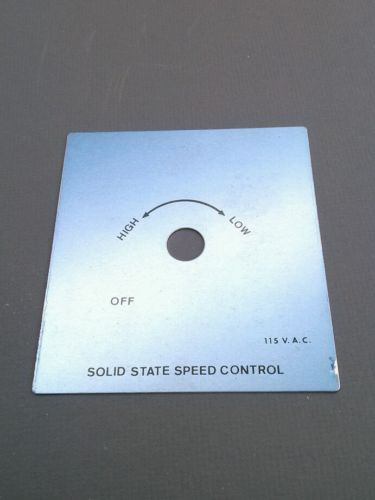 HIGH LOW
OFF
115 V. A.C.
SOLID STATE SPEED CONTROL